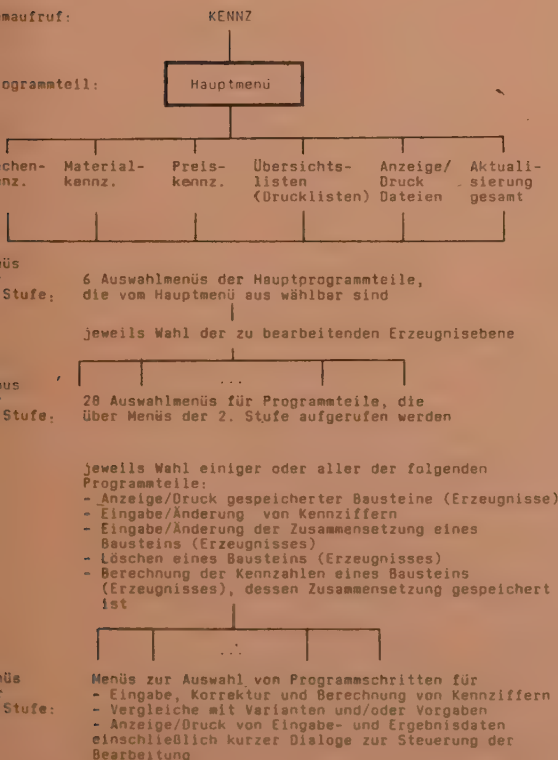 emaufruf: KENNZ
ogrammteil: Hauptmenü
chen- Material- Preis- Übersichts- Anzeige/ Aktuali-
nz. kennz. kennz. listen Druck sierung
(Drucklisten) Dateien gesamt
nüs
6 Auswahlmenüs der Hauptprogrammteile,
Stufe: die vom Hauptmenü aus wählbar sind
jeweils Wahl der zu bearbeitenden Erzeugnisebene
...
nus
28 Auswahlmenüs für Programmteile, die
Stufe: über Menüs der 2. Stufe aufgerufen werden
jeweils Wahl einiger oder aller der folgenden
Programmteile:
- Anzeige/Druck gespeicherter Bausteine (Erzeugnisse)
- Eingabe/Änderung von Kennziffern
- Eingabe/Änderung der Zusammensetzung eines
Bausteins (Erzeugnisses)
- Löschen eines Bausteins (Erzeugnisses)
- Berechnung der Kennzahlen eines Bausteins
(Erzeugnisses), dessen Zusammensetzung gespeichert
ist
...
nüs Menüs zur Auswahl von Programmschritten für
- Eingabe, Korrektur und Berechnung von Kennziffern
Stufe: - Vergleiche mit Varianten und/oder Vorgaben
- Anzeige/Druck von Eingabe- und Ergebnisdaten
einschließlich kurzer Dialoge zur Steuerung der
Bearbeitung